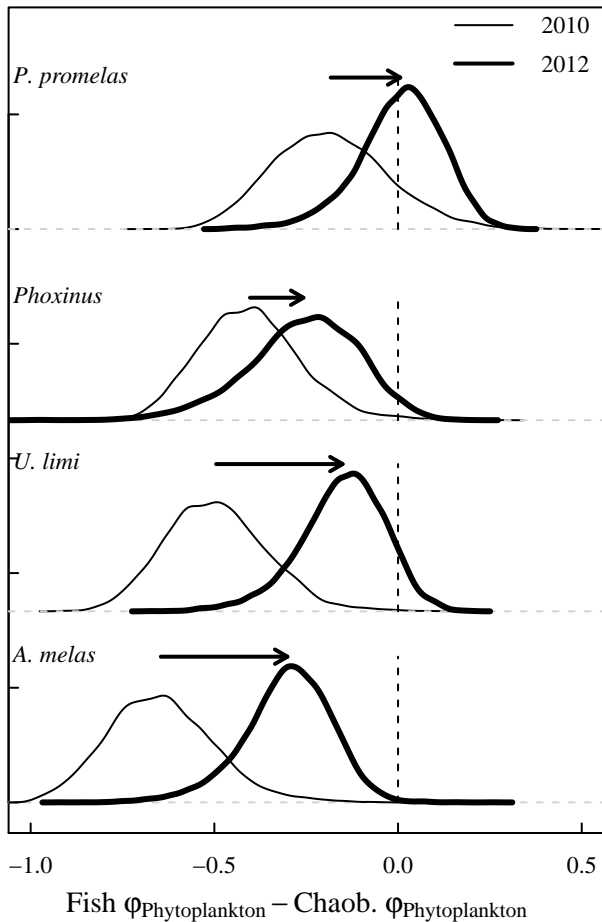 2010
P. promelas
2012
Phoxinus
U. limi
A. melas
−1.0 −0.5 0.0 0.5
Fish φPhytoplankton − Chaob. φPhytoplankton